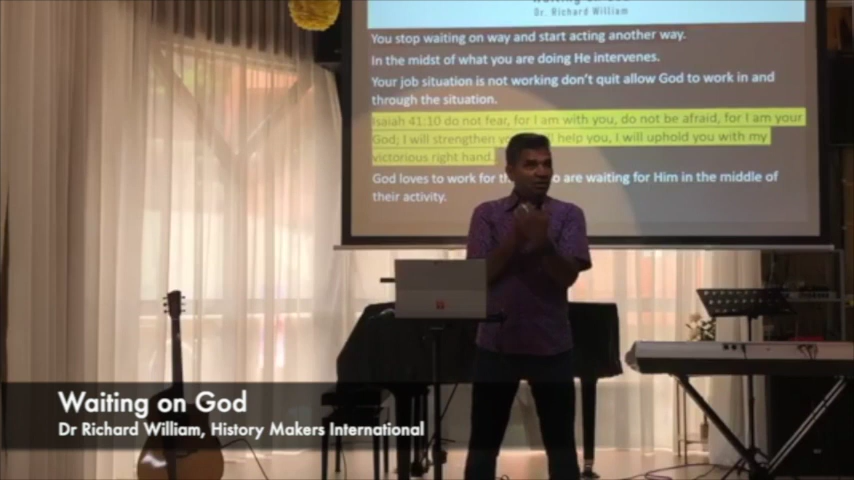 Dr. Richard William
You stop waiting on way and start acting another way.
In the midst of what you are doing He intervenes.
Your job situation is not working don't quit allow God to work in and
through the situation.
Isaiah 41:10 do not fear, for I am with you, do not be afraid, for I am your
God; I will strengthen help you, I will uphold you with my
victorious right hand.
God loves to work for are waiting for Him in the middle of
their activity.
Waiting on God
Dr Richard William, History Makers International